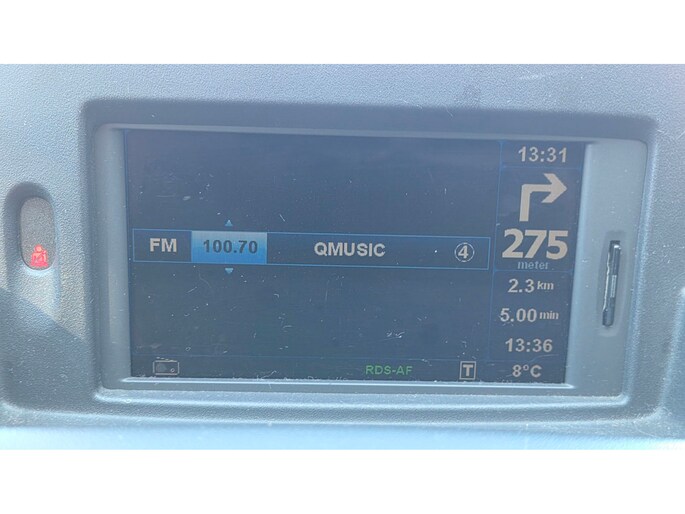 13:31
275
meter
FM 100.70 QMUSIC 4
2.3 km
5.00 min
13:36
RDS-AF T 8°C